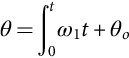 θ = ∫₀ᵗ ω₁t + θₒ